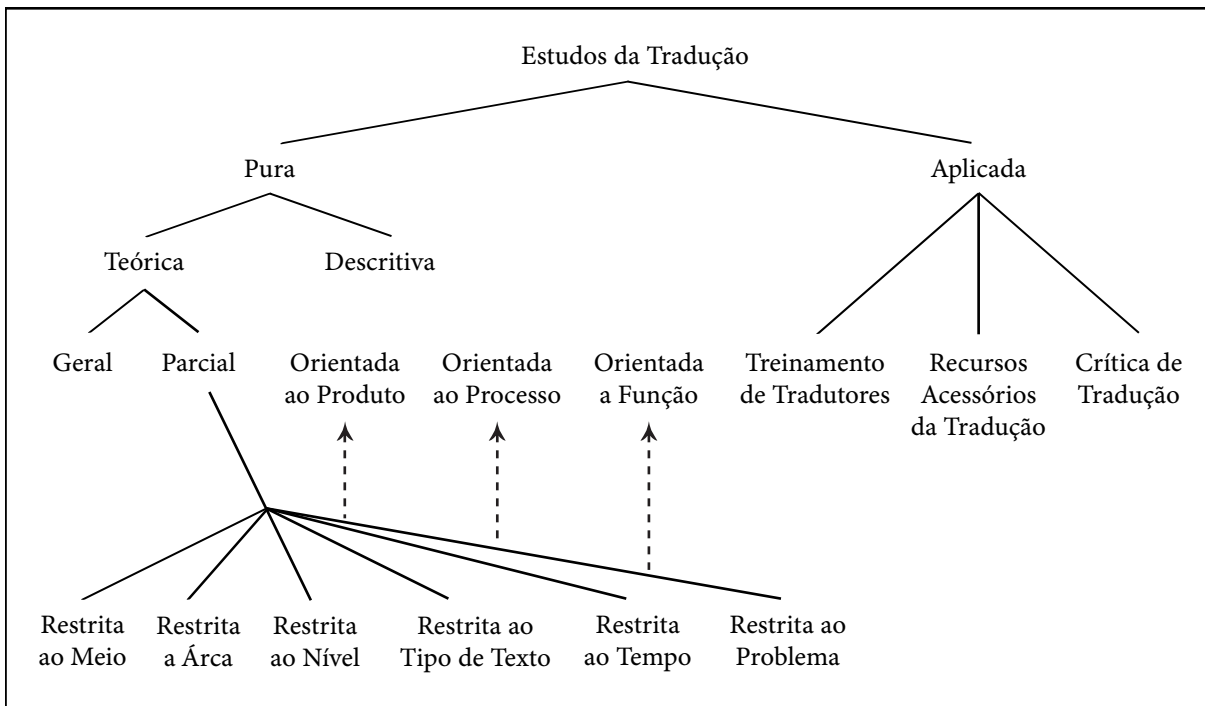 Estudos da Tradução
Pura
Aplicada
Teórica
Descritiva
Geral
Parcial
Orientada
ao Produto
Orientada
ao Processo
Orientada
a Função
Treinamento
de Tradutores
Recursos
Acessórios
da Tradução
Crítica de
Tradução
Restrita
ao Meio
Restrita
a Árca
Restrita
ao Nível
Restrita ao
Tipo de Texto
Restrita
ao Tempo
Restrita ao
Problema